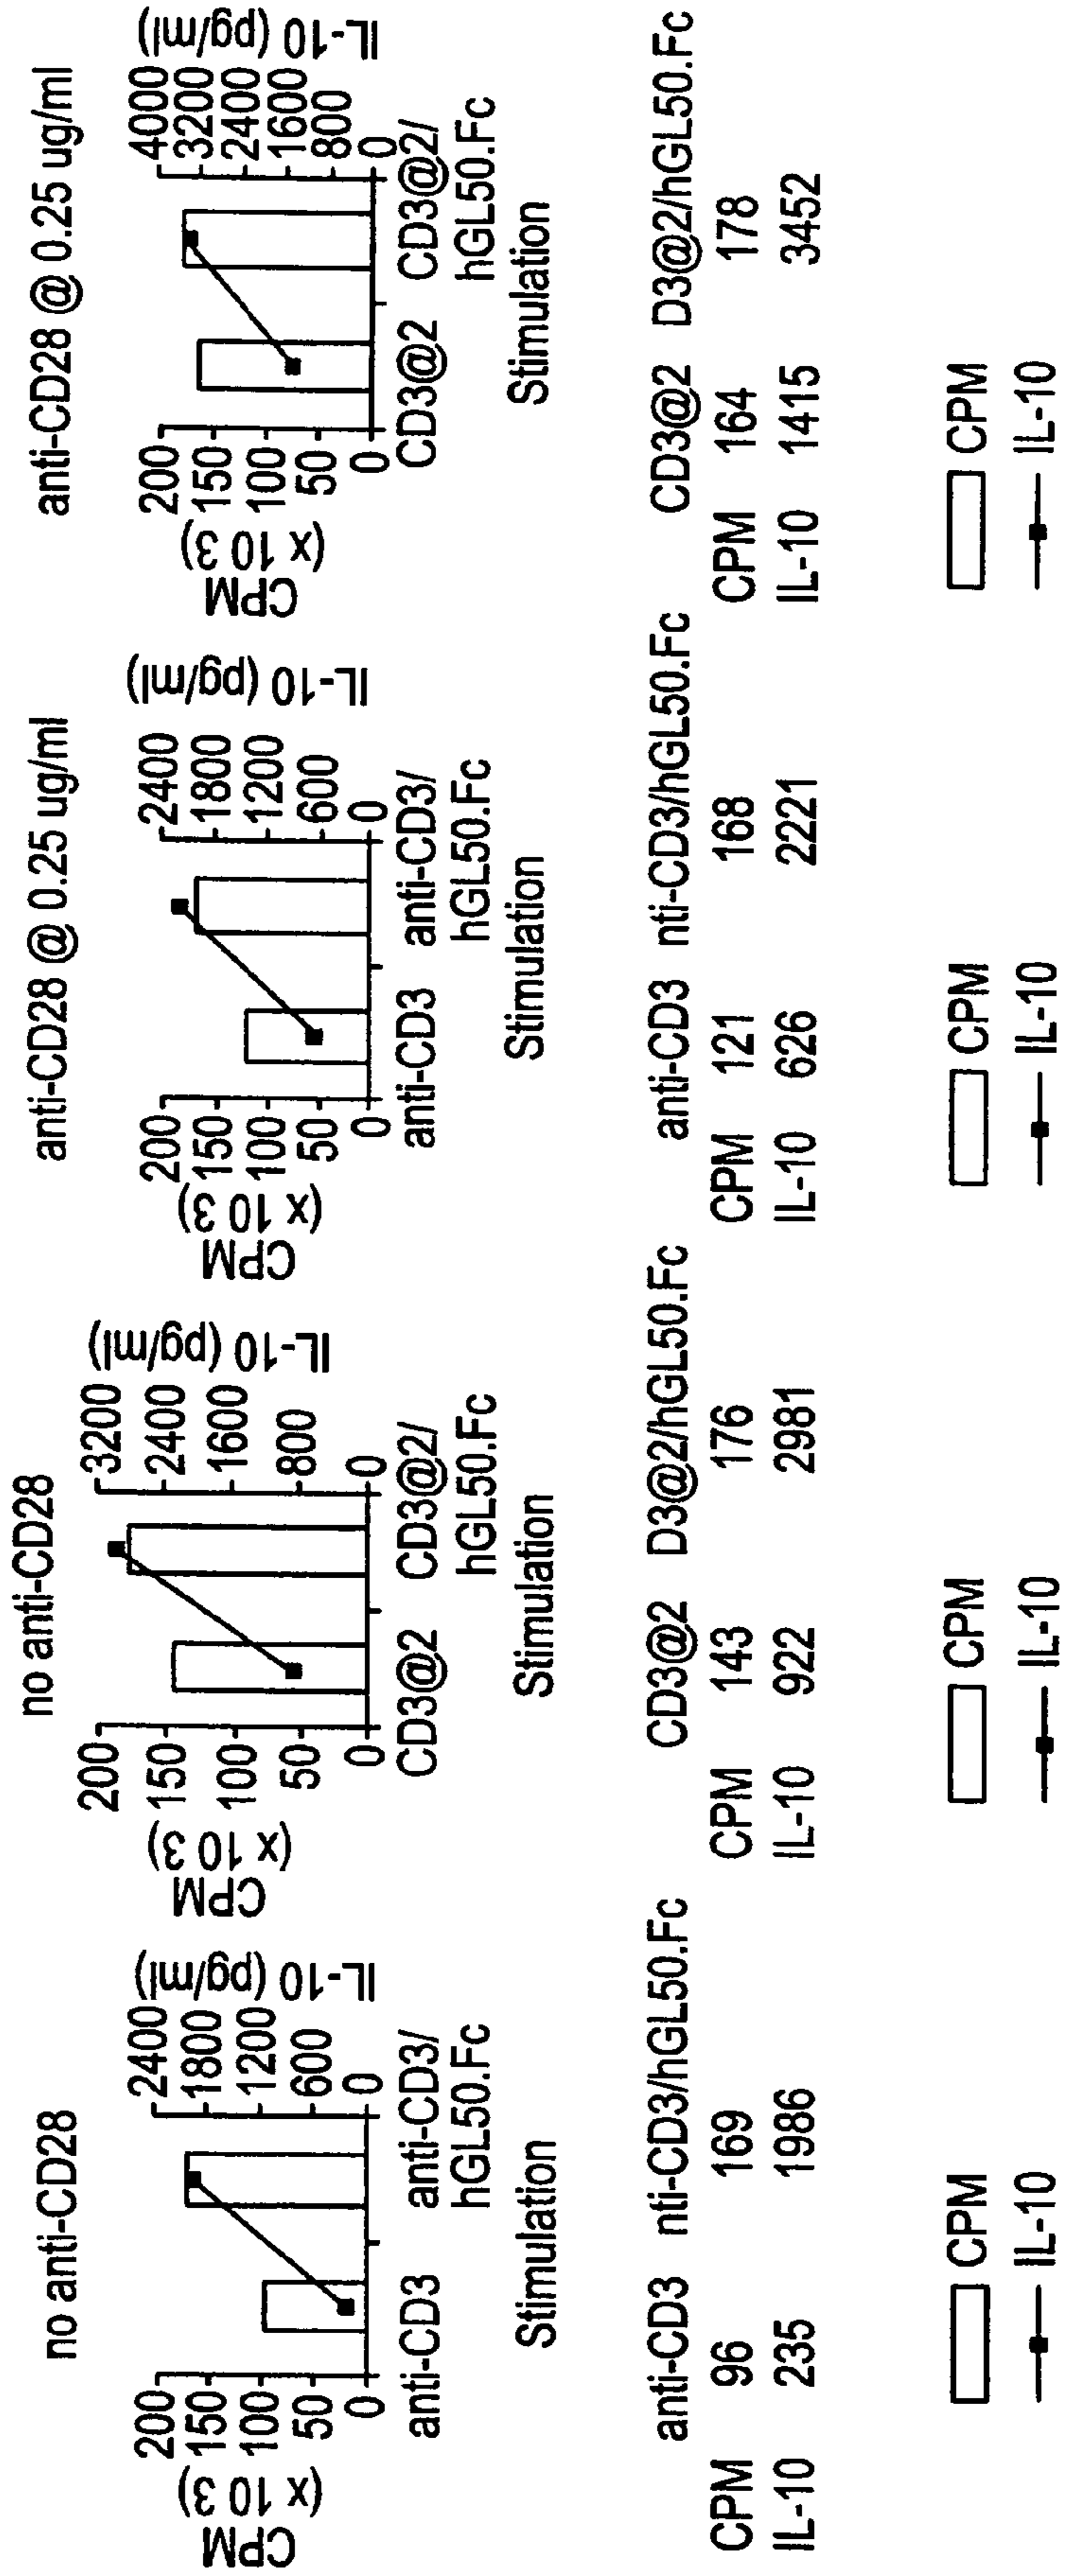 no anti-CD28
CPM
(x 10 3)
200
150
100
50
0
2400
1800
1200
600
0
IL-10 (pg/ml)
anti-CD3
anti-CD3/
hGL50.Fc
Stimulation
anti-CD3 nti-CD3/hGL50.Fc
CPM 96 169
IL-10 235 1986
CPM
IL-10
no anti-CD28
CPM
(x 10 3)
200
150
100
50
0
3200
2400
1600
800
0
IL-10 (pg/ml)
CD3@2
CD3@2/
hGL50.Fc
Stimulation
CD3@2 D3@2/hGL50.Fc
CPM 143 176
IL-10 922 2981
CPM
IL-10
anti-CD28 @ 0.25 ug/ml
CPM
(x 10 3)
200
150
100
50
0
2400
1800
1200
600
0
IL-10 (pg/ml)
anti-CD3
anti-CD3/
hGL50.Fc
Stimulation
anti-CD3 nti-CD3/hGL50.Fc
CPM 121 168
IL-10 626 2221
CPM
IL-10
anti-CD28 @ 0.25 ug/ml
CPM
(x 10 3)
200
150
100
50
0
4000
3200
2400
1600
800
0
IL-10 (pg/ml)
CD3@2
CD3@2/
hGL50.Fc
Stimulation
CD3@2 D3@2/hGL50.Fc
CPM 164 178
IL-10 1415 3452
CPM
IL-10